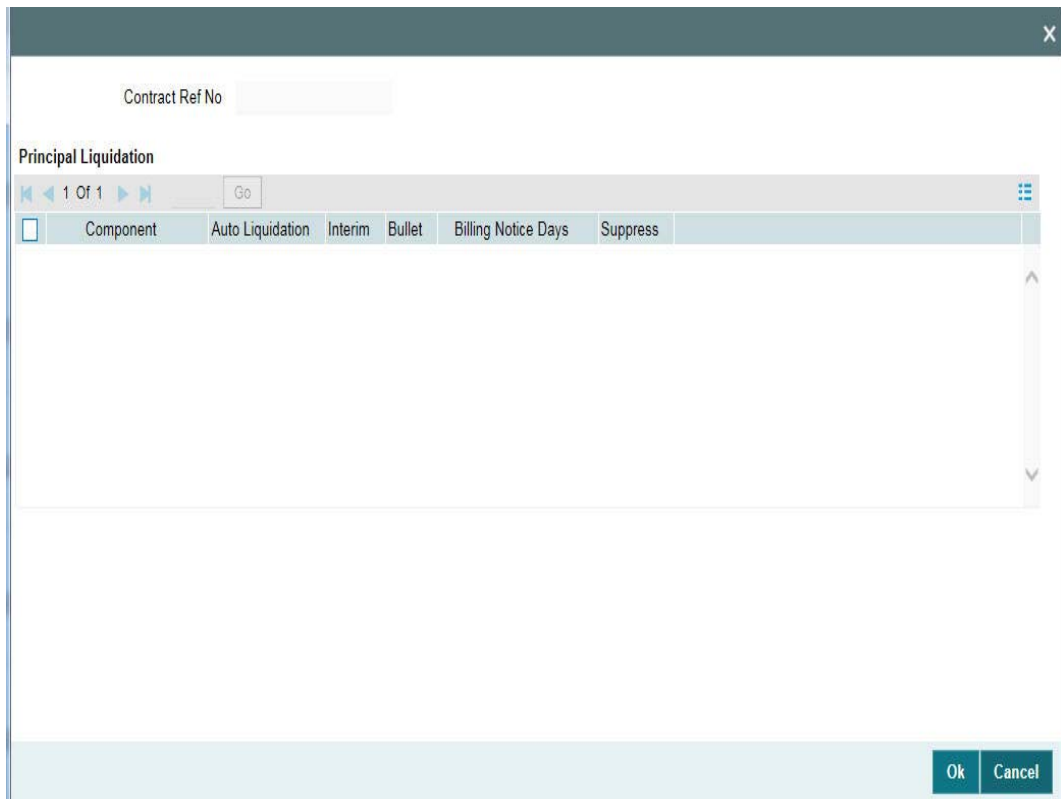 X
Contract Ref No
Principal Liquidation
1 Of 1 Go
Component Auto Liquidation Interim Bullet Billing Notice Days Suppress
Ok Cancel